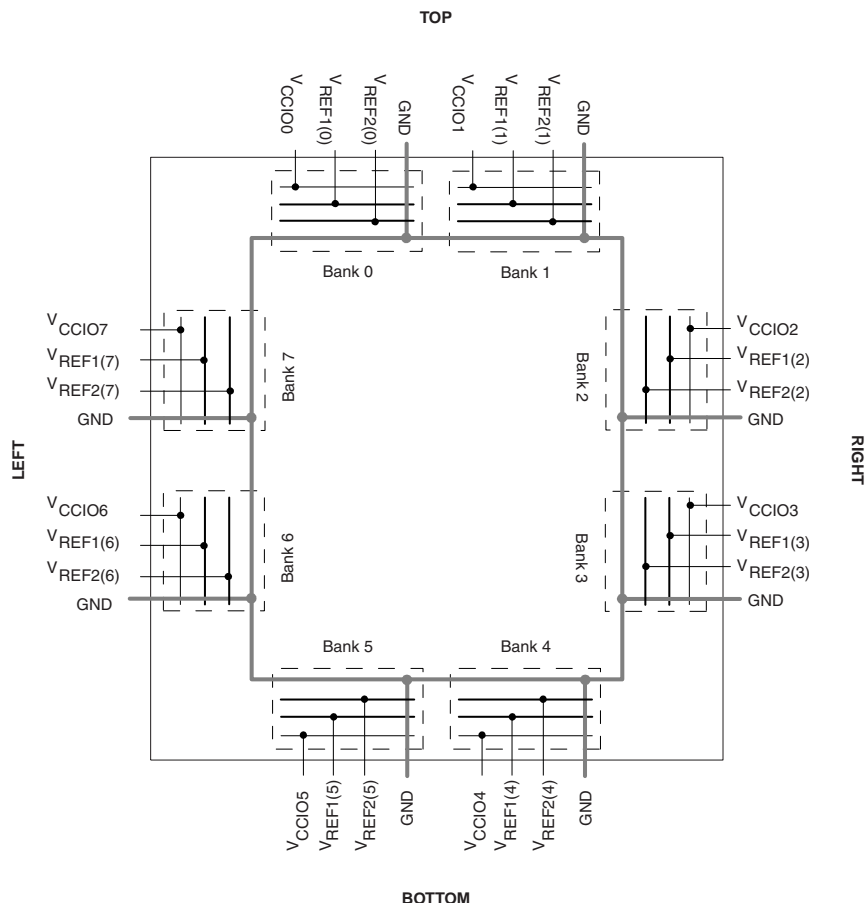 TOP
VCCIO0
VREF1(0)
VREF2(0)
GND
VCCIO1
VREF1(1)
VREF2(1)
GND
Bank 0
Bank 1
LEFT
VCCIO7
VREF1(7)
VREF2(7)
GND
Bank 7
Bank 2
VCCIO2
VREF1(2)
VREF2(2)
GND
RIGHT
VCCIO6
VREF1(6)
VREF2(6)
GND
Bank 6
Bank 3
VCCIO3
VREF1(3)
VREF2(3)
GND
Bank 5
Bank 4
VCCIO5
VREF1(5)
VREF2(5)
GND
VCCIO4
VREF1(4)
VREF2(4)
GND
BOTTOM